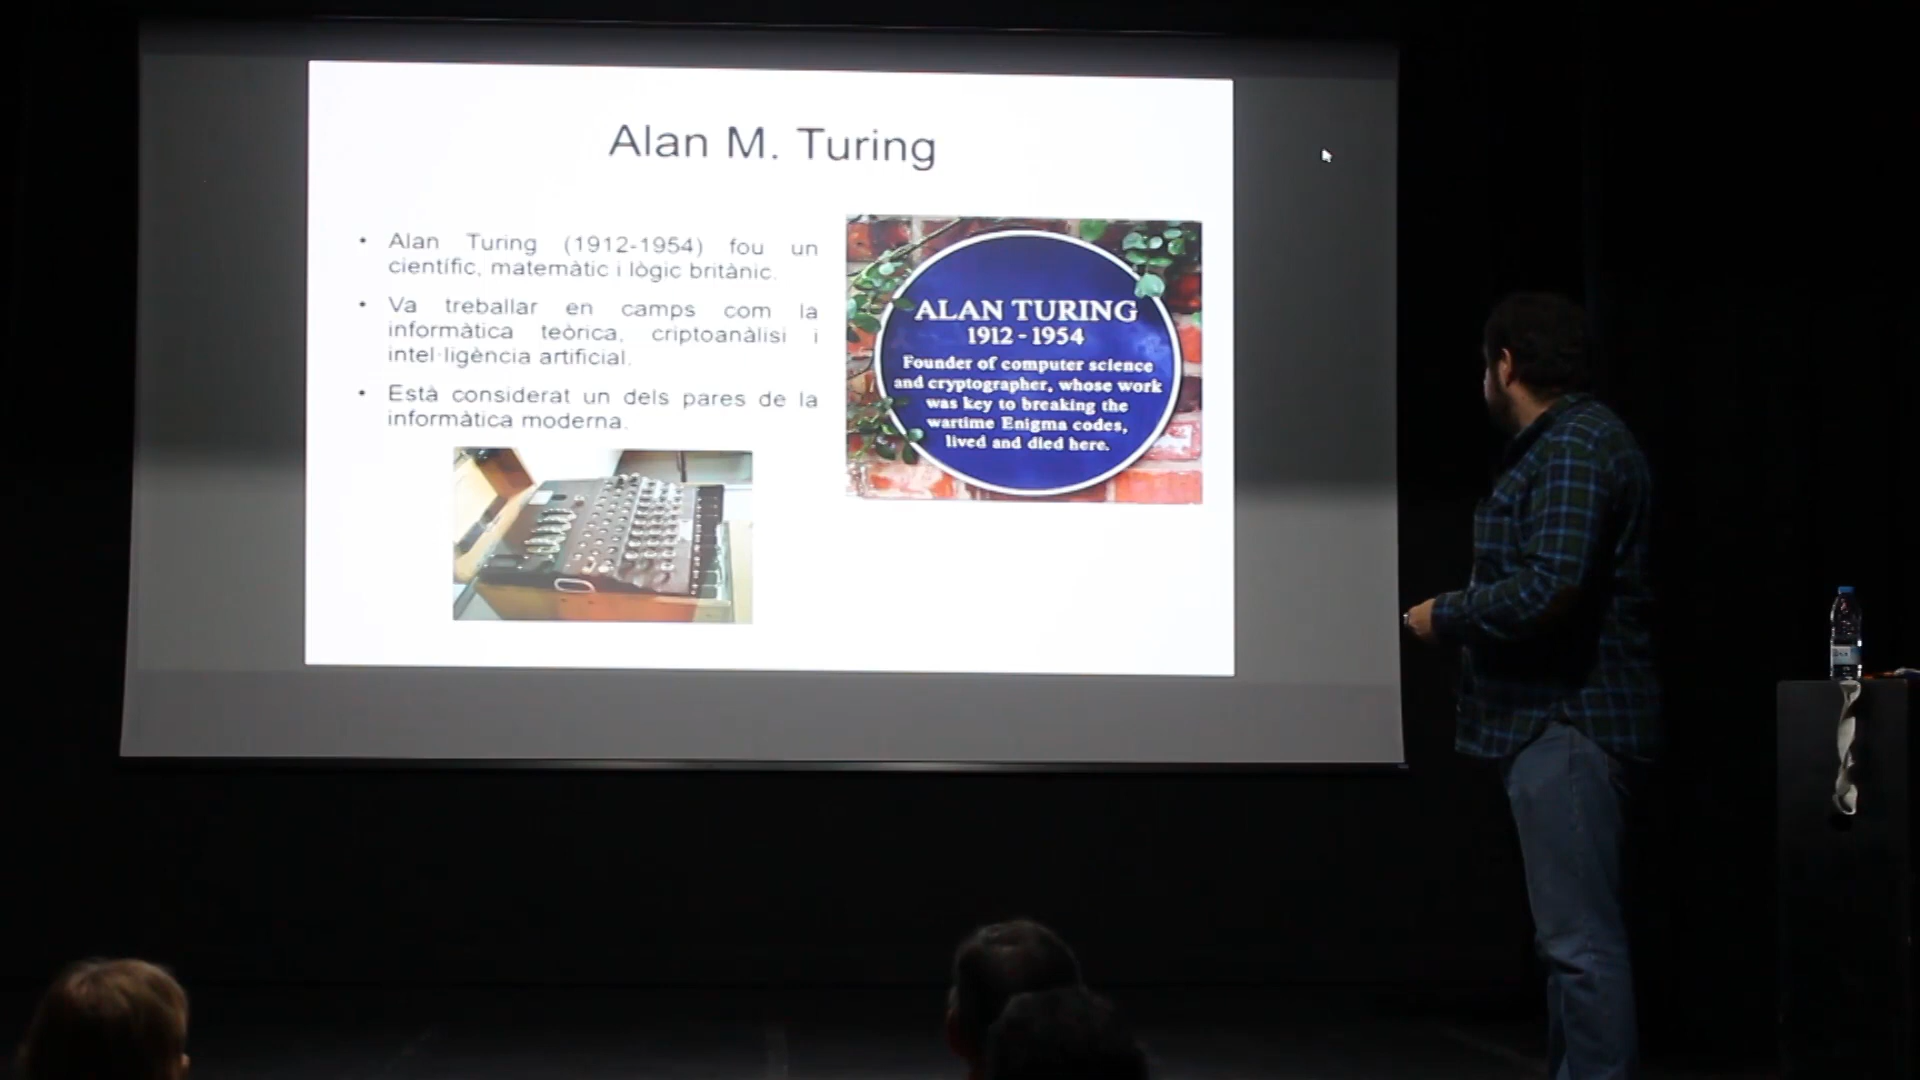 Alan M. Turing
• Alan Turing (1912-1954) fou un
científic, matemàtic i lògic britànic.
• Va treballar en camps com la
informàtica teòrica, criptoanàlisi i
intel·ligència artificial.
• Està considerat un dels pares de la
informàtica moderna.
ALAN TURING
1912 - 1954
Founder of computer science
and cryptographer, whose work
was key to breaking the
wartime Enigma codes,
lived and died here.